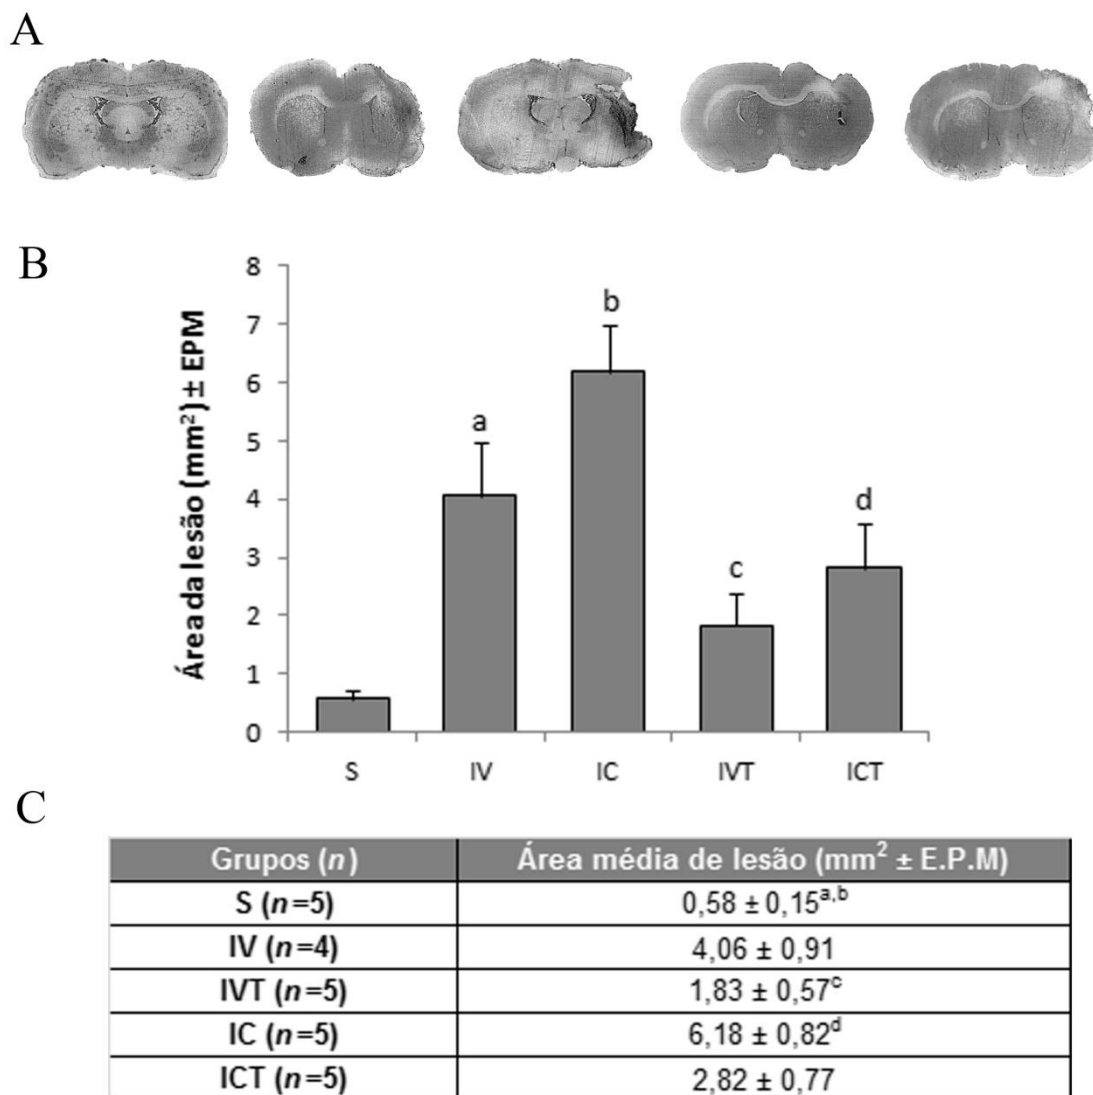 A
B
Área da lesão (mm²) ± EPM
8
7
6
5
4
3
2
1
0
a
b
c
d
S IV IC IVT ICT
C
Grupos (n) Área média de lesão (mm² ± E.P.M)
S (n=5) 0,58 ± 0,15ᵃ,ᵇ
IV (n=4) 4,06 ± 0,91
IVT (n=5) 1,83 ± 0,57ᶜ
IC (n=5) 6,18 ± 0,82ᵈ
ICT (n=5) 2,82 ± 0,77